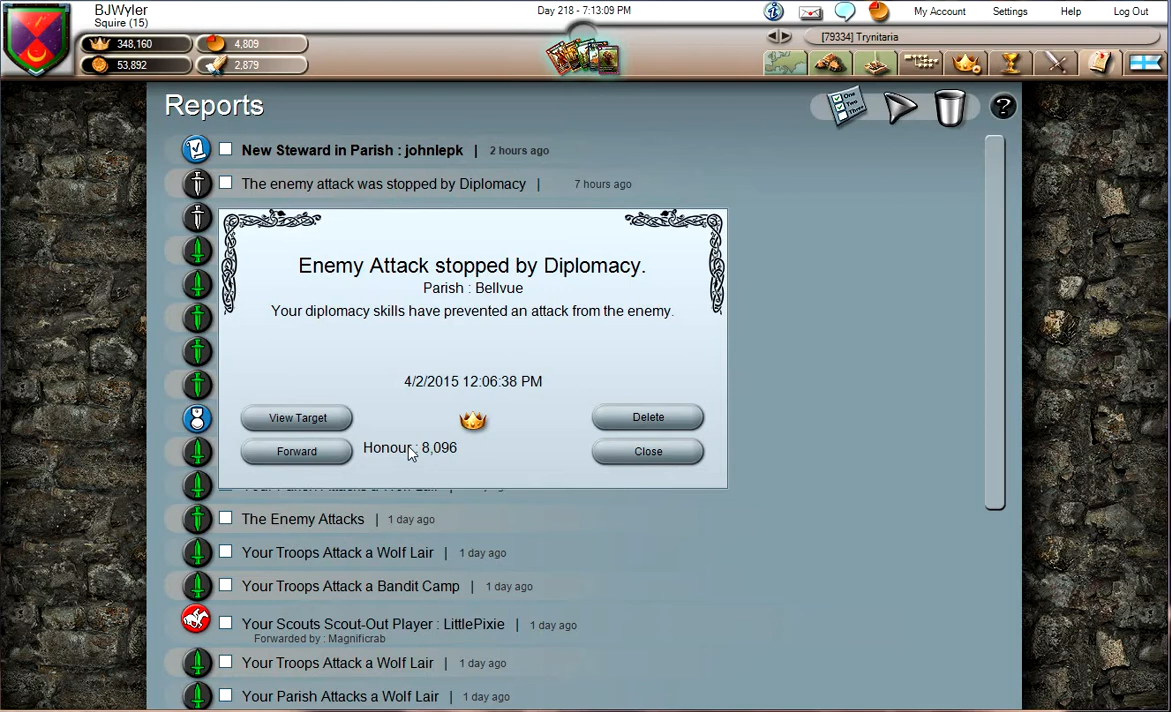 BJWyler
Squire (15)
348,160
4,809
53,892
2,879
Day 218 - 7:13:09 PM
My Account
Settings
Help
Log Out
[79334] Trynitaria
Reports
One
Two
Three
?
New Steward in Parish : johnlepk | 2 hours ago
The enemy attack was stopped by Diplomacy | 7 hours ago
Enemy Attack stopped by Diplomacy.
Parish : Bellvue
Your diplomacy skills have prevented an attack from the enemy.
4/2/2015 12:06:38 PM
View Target
Delete
Forward
Honour : 8,096
Close
The Enemy Attacks | 1 day ago
Your Troops Attack a Wolf Lair | 1 day ago
Your Troops Attack a Bandit Camp | 1 day ago
Your Scouts Scout-Out Player : LittlePixie | 1 day ago
Forwarded by : Magnificrab
Your Troops Attack a Wolf Lair | 1 day ago
Your Parish Attacks a Wolf Lair | 1 day ago